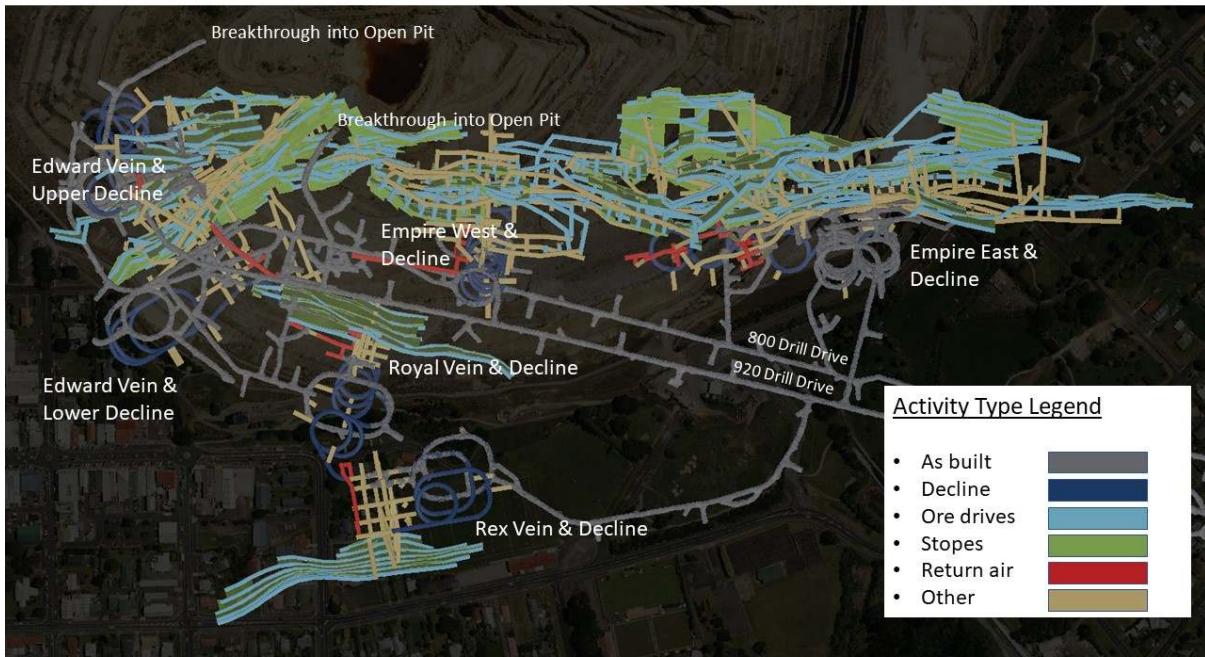 Breakthrough into Open Pit
Breakthrough into Open Pit
Edward Vein &
Upper Decline
Empire West &
Decline
Empire East &
Decline
800 Drill Drive
920 Drill Drive
Royal Vein & Decline
Edward Vein &
Lower Decline
Rex Vein & Decline
Activity Type Legend
• As built
• Decline
• Ore drives
• Stopes
• Return air
• Other